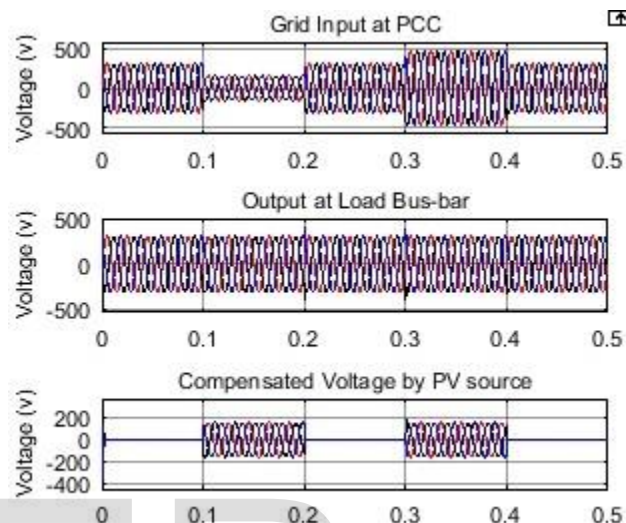 Grid Input at PCC
Voltage (v)
500
0
-500
0 0.1 0.2 0.3 0.4 0.5
Output at Load Bus-bar
Voltage (v)
500
0
-500
0 0.1 0.2 0.3 0.4 0.5
Compensated Voltage by PV source
Voltage (v)
200
0
-200
-400
0 0.1 0.2 0.3 0.4 0.5